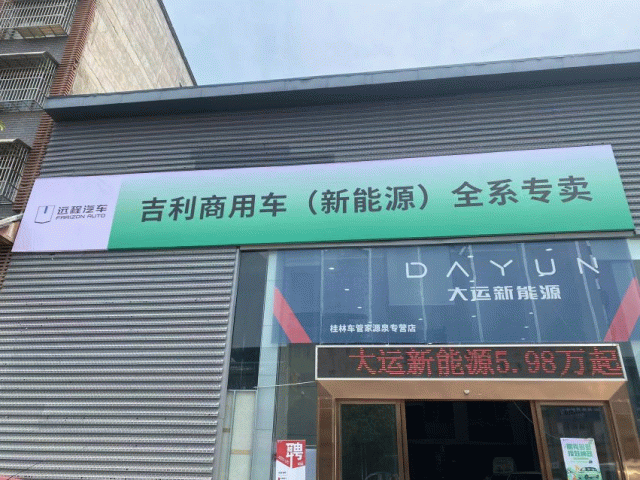 远程汽车
FARIZON AUTO
吉利商用车（新能源）全系专卖
DAYUN
大运新能源
桂林车管家源泉专营店
大运新能源5.98万起
聘